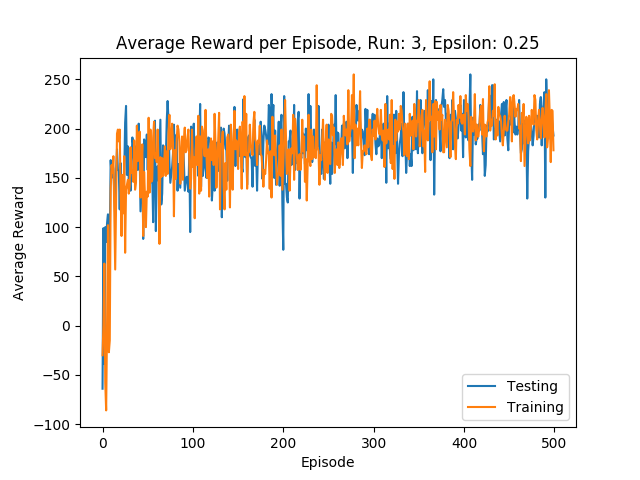 Average Reward per Episode, Run: 3, Epsilon: 0.25
250
200
150
100
50
0
−50
−100
Average Reward
0 100 200 300 400 500
Episode
Testing
Training